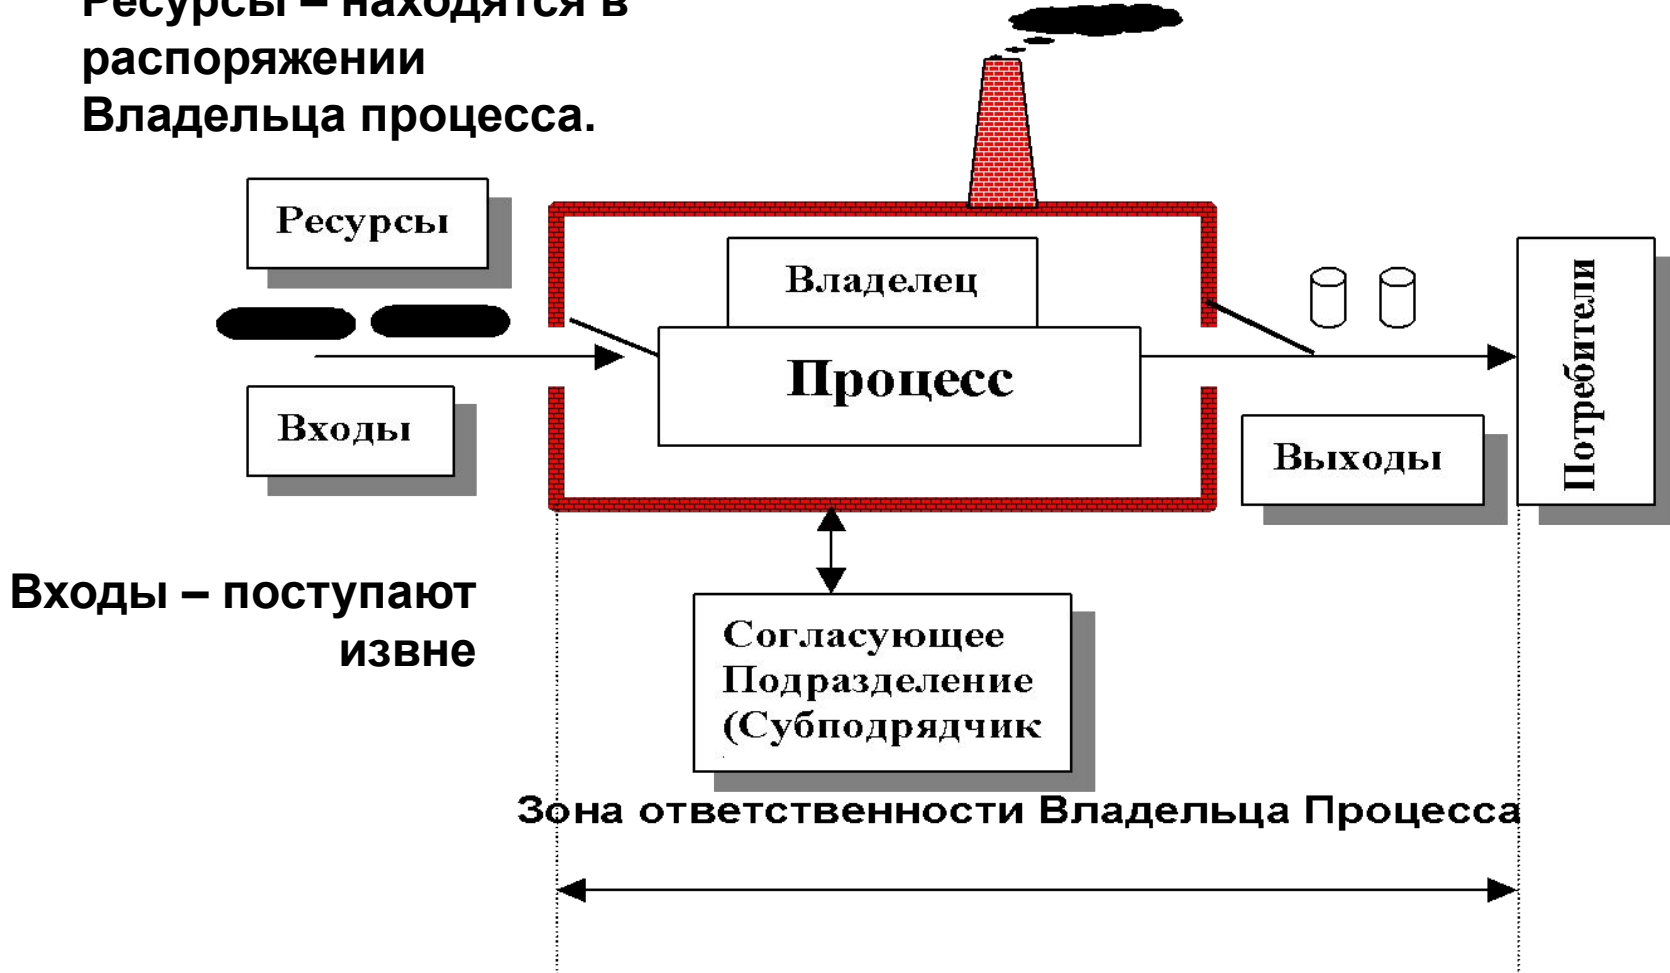 Ресурсы – находятся в
распоряжении
Владельца процесса.
Ресурсы
Владелец
Процесс
Входы
Выходы
Потребители
Входы – поступают
извне
Согласующее
Подразделение
(Субподрядчик
Зона ответственности Владельца Процесса